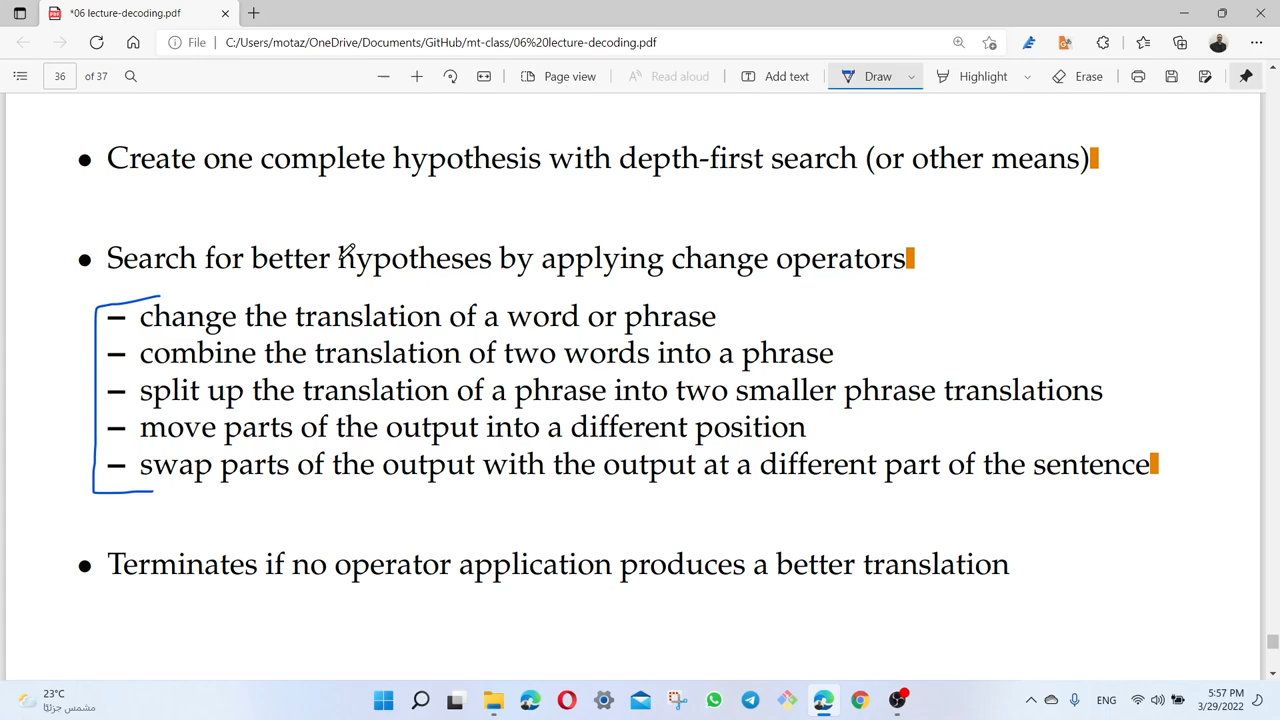 *06 lecture-decoding.pdf
File
C:/Users/motaz/OneDrive/Documents/GitHub/mt-class/06%20lecture-decoding.pdf
36 of 37
Page view
Read aloud
Add text
Draw
Highlight
Erase
• Create one complete hypothesis with depth-first search (or other means)
• Search for better hypotheses by applying change operators
– change the translation of a word or phrase
– combine the translation of two words into a phrase
– split up the translation of a phrase into two smaller phrase translations
– move parts of the output into a different position
– swap parts of the output with the output at a different part of the sentence
• Terminates if no operator application produces a better translation
23°C
مشمس جزئيًا
ENG
5:57 PM
3/29/2022